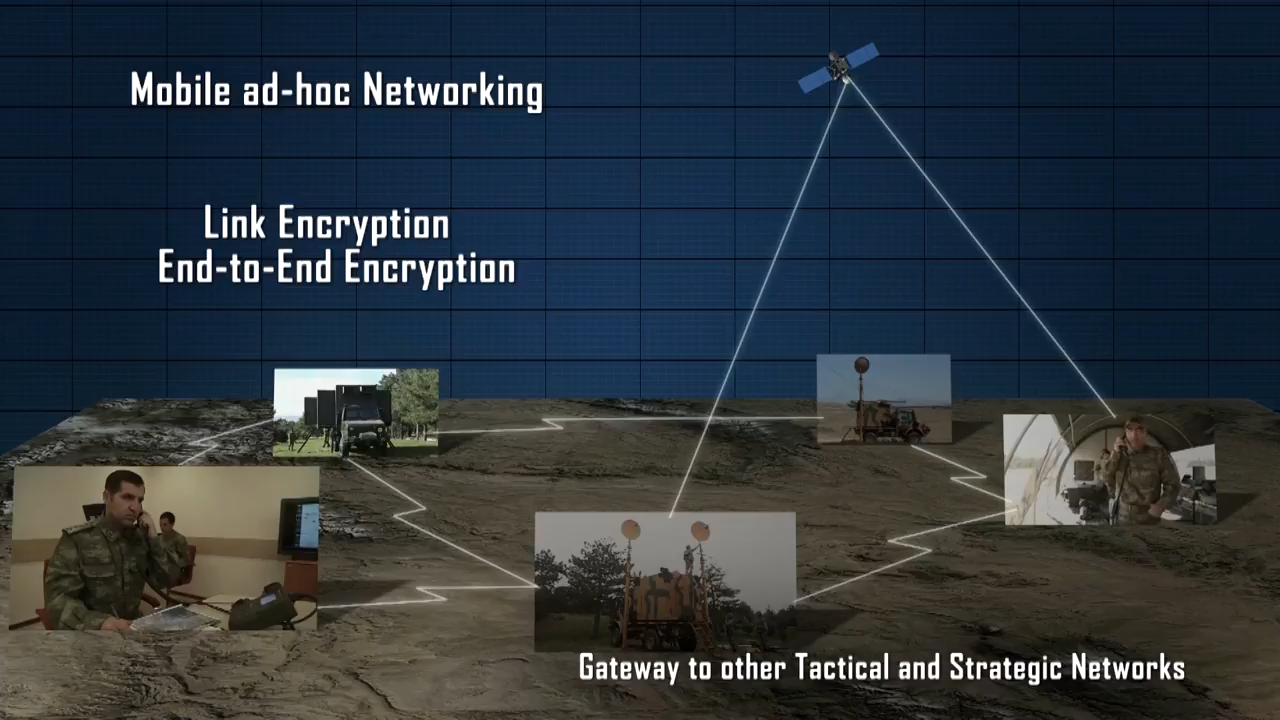 Mobile ad-hoc Networking
Link Encryption
End-to-End Encryption
Gateway to other Tactical and Strategic Networks